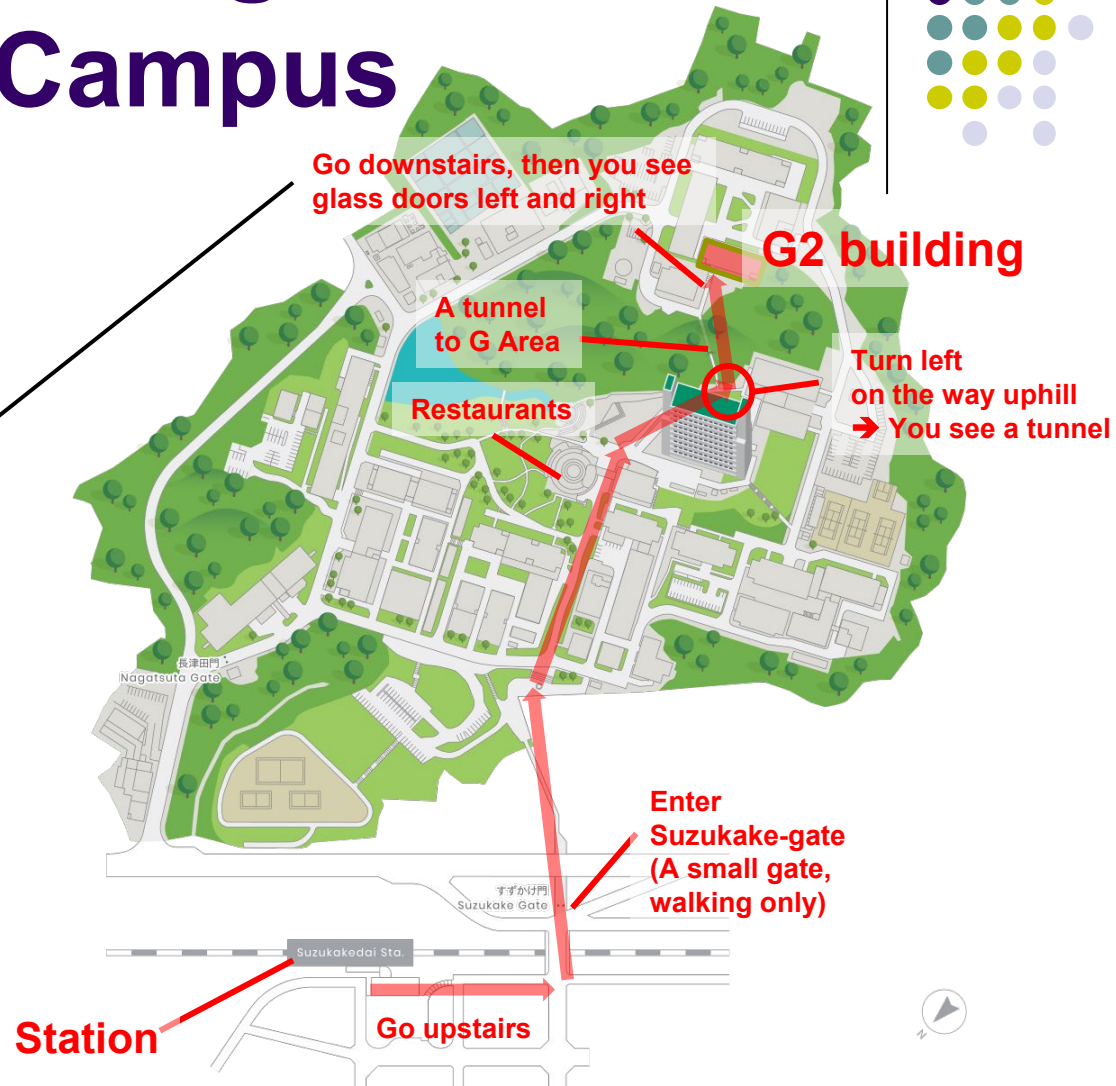 Campus
Go downstairs, then you see
glass doors left and right
G2 building
A tunnel
to G Area
Turn left
on the way uphill
➔ You see a tunnel
Restaurants
長津田門
Nagatsuta Gate
Enter
Suzukake-gate
(A small gate,
walking only)
すずかけ門
Suzukake Gate
Suzukakedai Sta.
Station
Go upstairs
N